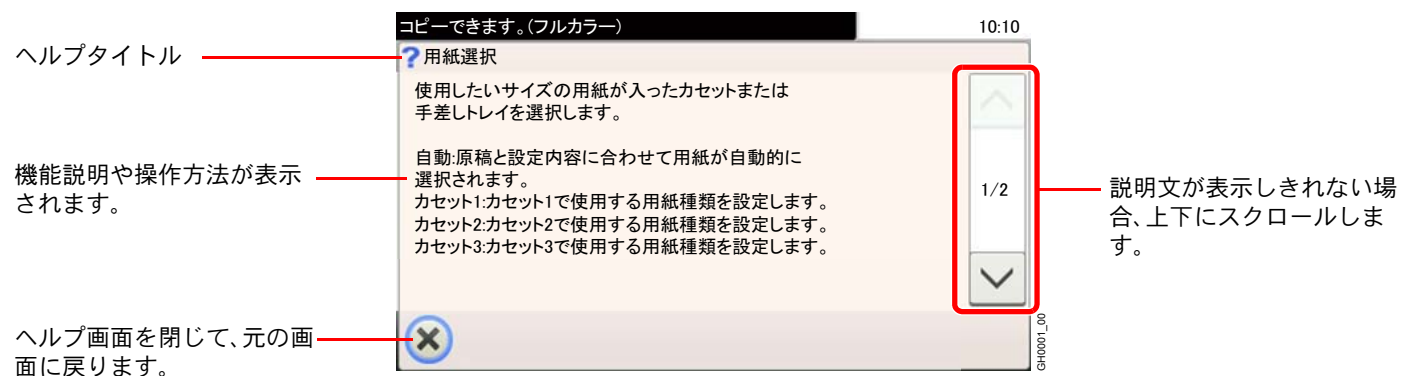 コピーできます。(フルカラー)
10:10
ヘルプタイトル
?用紙選択
使用したいサイズの用紙が入ったカセットまたは
手差しトレイを選択します。
自動:原稿と設定内容に合わせて用紙が自動的に
選択されます。
カセット1:カセット1で使用する用紙種類を設定します。
カセット2:カセット2で使用する用紙種類を設定します。
カセット3:カセット3で使用する用紙種類を設定します。
機能説明や操作方法が表示
されます。
1/2
説明文が表示しきれない場
合、上下にスクロールしま
す。
ヘルプ画面を閉じて、元の画
面に戻ります。
GH0001_00